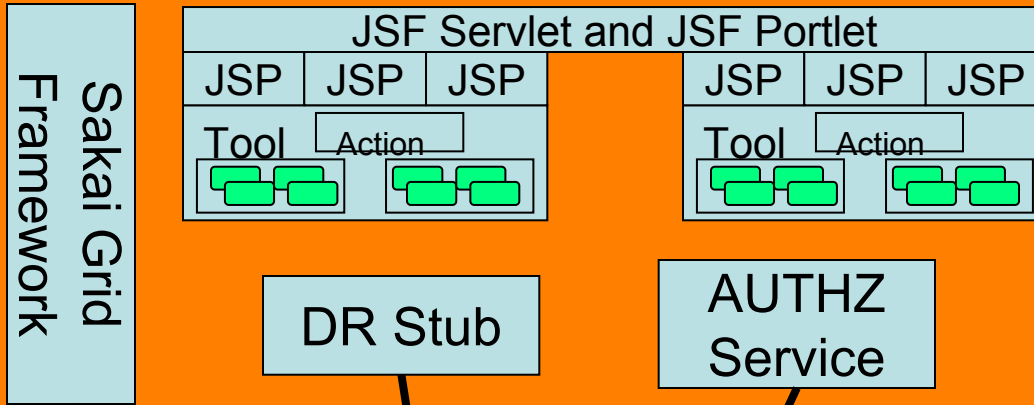 Sakai Grid
Framework
JSF Servlet and JSF Portlet
JSP JSP JSP
JSP JSP JSP
Tool Action
Tool Action
DR Stub
AUTHZ
Service